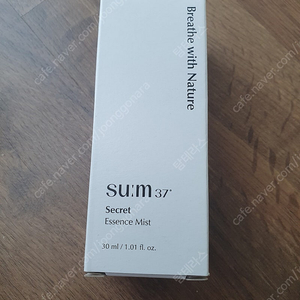 Breathe with Nature
su:m37°
Secret
Essence Mist
30 ml / 1.01 fl. oz.